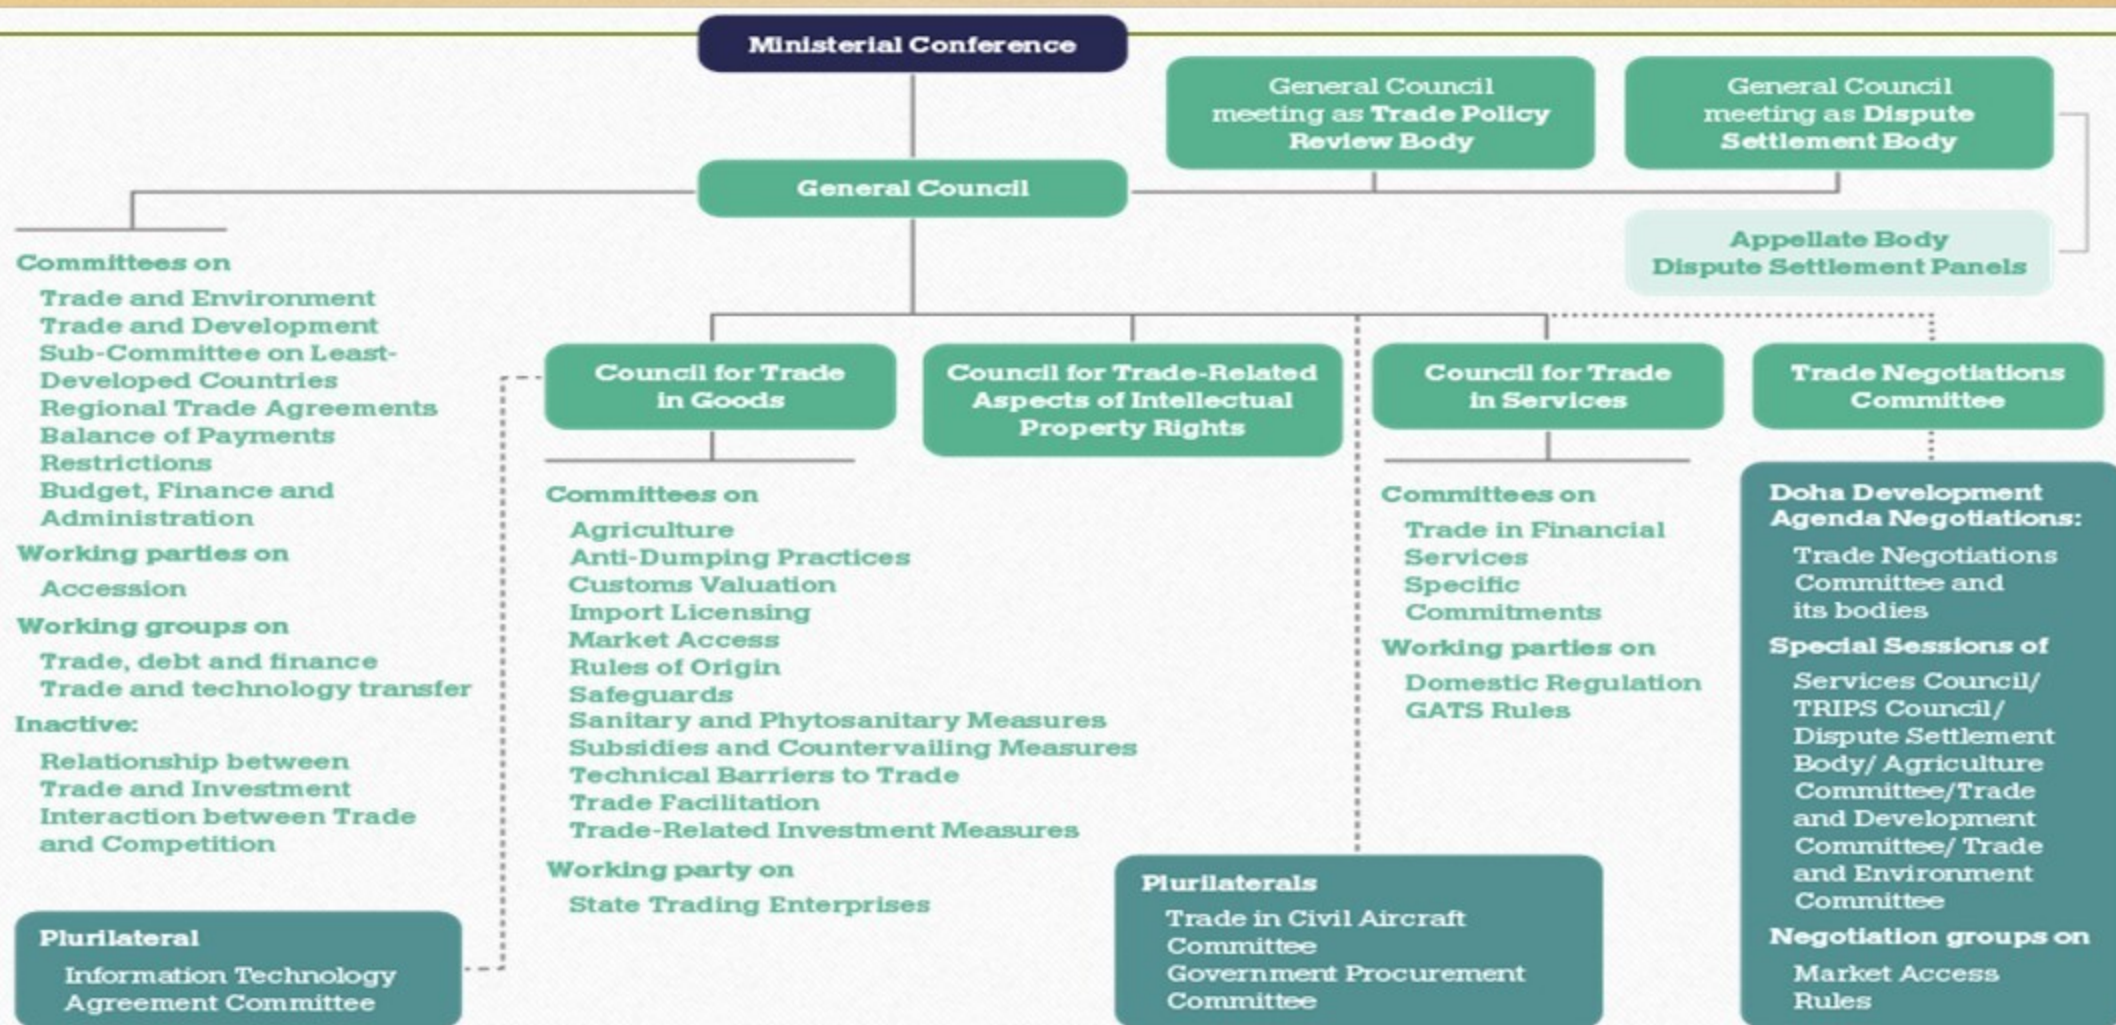 Ministerial Conference
General Council
meeting as Trade Policy
Review Body
General Council
meeting as Dispute
Settlement Body
General Council
Appellate Body
Dispute Settlement Panels
Committees on
Trade and Environment
Trade and Development
Sub-Committee on Least-
Developed Countries
Regional Trade Agreements
Balance of Payments
Restrictions
Budget, Finance and
Administration
Working parties on
Accession
Working groups on
Trade, debt and finance
Trade and technology transfer
Inactive:
Relationship between
Trade and Investment
Interaction between Trade
and Competition
Plurilateral
Information Technology
Agreement Committee
Council for Trade
in Goods
Committees on
Agriculture
Anti-Dumping Practices
Customs Valuation
Import Licensing
Market Access
Rules of Origin
Safeguards
Sanitary and Phytosanitary Measures
Subsidies and Countervailing Measures
Technical Barriers to Trade
Trade Facilitation
Trade-Related Investment Measures
Working party on
State Trading Enterprises
Council for Trade-Related
Aspects of Intellectual
Property Rights
Council for Trade
in Services
Committees on
Trade in Financial
Services
Specific
Commitments
Working parties on
Domestic Regulation
GATS Rules
Plurilaterals
Trade in Civil Aircraft
Committee
Government Procurement
Committee
Trade Negotiations
Committee
Doha Development
Agenda Negotiations:
Trade Negotiations
Committee and
its bodies
Special Sessions of
Services Council/
TRIPS Council/
Dispute Settlement
Body/ Agriculture
Committee/Trade
and Development
Committee/ Trade
and Environment
Committee
Negotiation groups on
Market Access
Rules